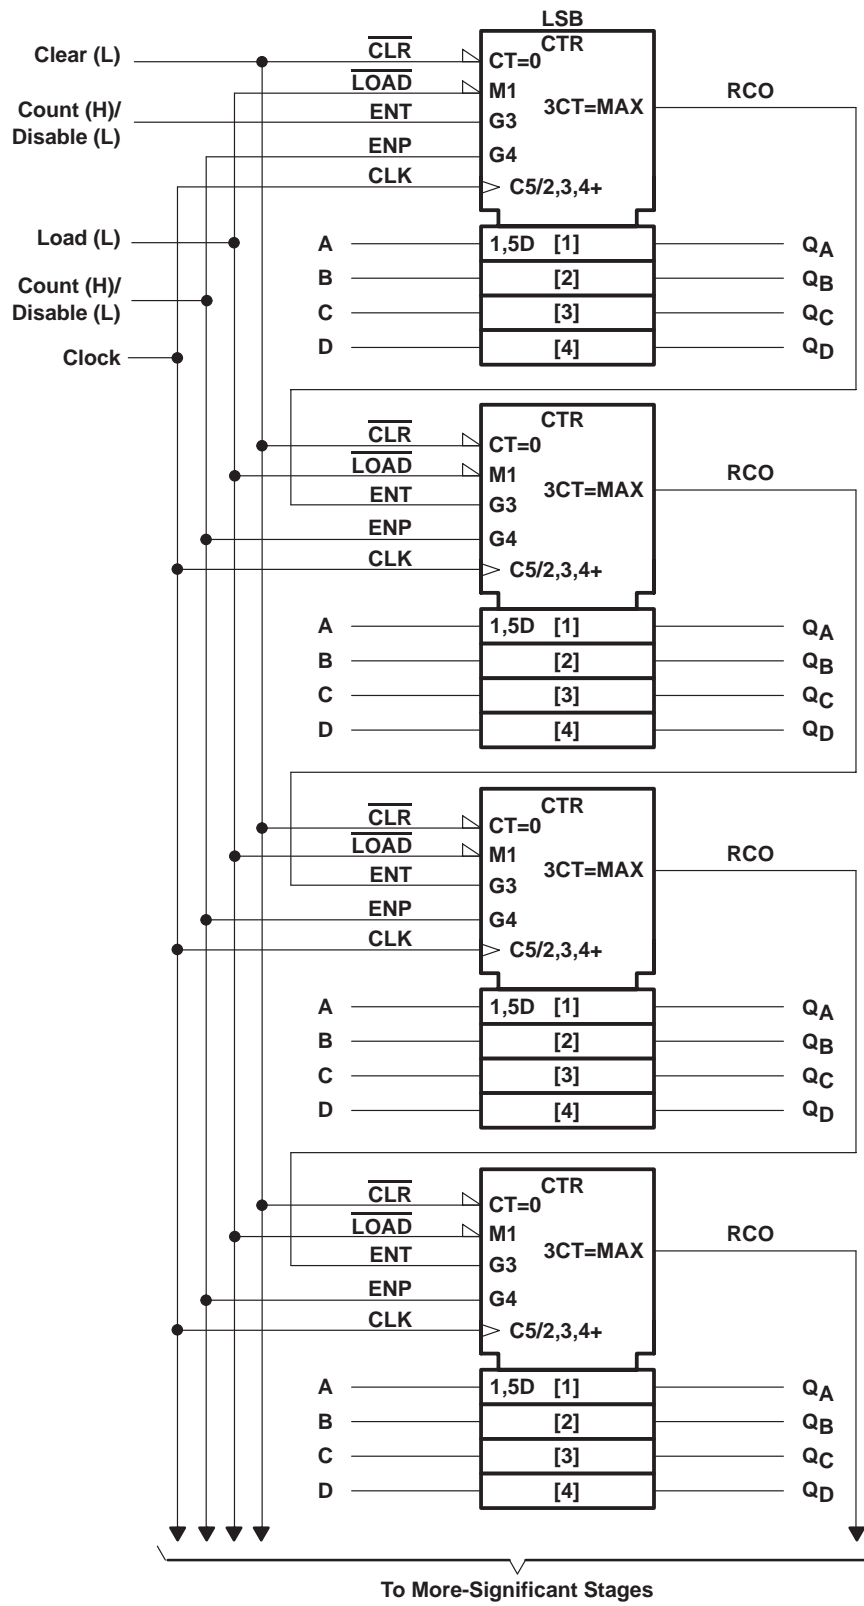 LSB
CTR
Clear (L)
CLR
CT=0
LOAD
M1
Count (H)/
Disable (L)
ENT
G3
3CT=MAX
RCO
ENP
G4
CLK
C5/2,3,4+
Load (L)
A
1,5D [1]
QA
Count (H)/
Disable (L)
B
[2]
QB
C
[3]
QC
Clock
D
[4]
QD
CTR
CLR
CT=0
LOAD
M1
ENT
G3
3CT=MAX
RCO
ENP
G4
CLK
C5/2,3,4+
A
1,5D [1]
QA
B
[2]
QB
C
[3]
QC
D
[4]
QD
CTR
CLR
CT=0
LOAD
M1
ENT
G3
3CT=MAX
RCO
ENP
G4
CLK
C5/2,3,4+
A
1,5D [1]
QA
B
[2]
QB
C
[3]
QC
D
[4]
QD
CTR
CLR
CT=0
LOAD
M1
ENT
G3
3CT=MAX
RCO
ENP
G4
CLK
C5/2,3,4+
A
1,5D [1]
QA
B
[2]
QB
C
[3]
QC
D
[4]
QD
To More-Significant Stages